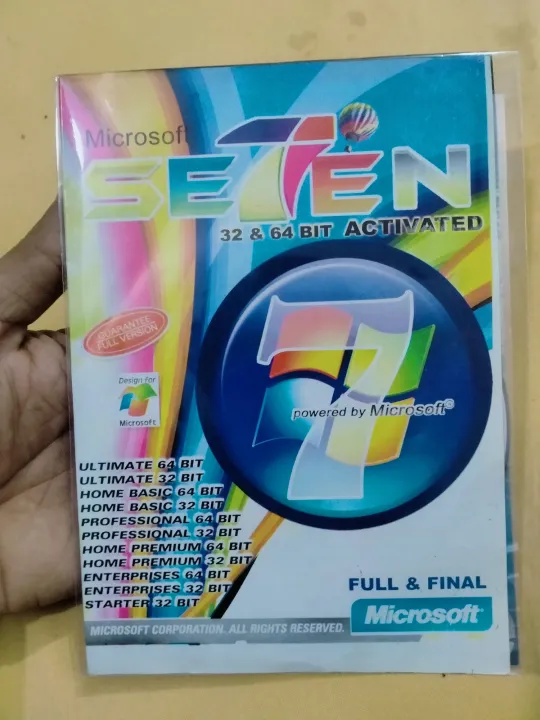 Microsoft
SE7EN
32 & 64 BIT ACTIVATED
GUARANTEE
FULL VERSION
Design for
Microsoft
7
powered by Microsoft®
ULTIMATE 64 BIT
ULTIMATE 32 BIT
HOME BASIC 64 BIT
HOME BASIC 32 BIT
PROFESSIONAL 64 BIT
PROFESSIONAL 32 BIT
HOME PREMIUM 64 BIT
HOME PREMIUM 32 BIT
ENTERPRISES 64 BIT
ENTERPRISES 32 BIT
STARTER 32 BIT
FULL & FINAL
Microsoft
MICROSOFT CORPORATION. ALL RIGHTS RESERVED.